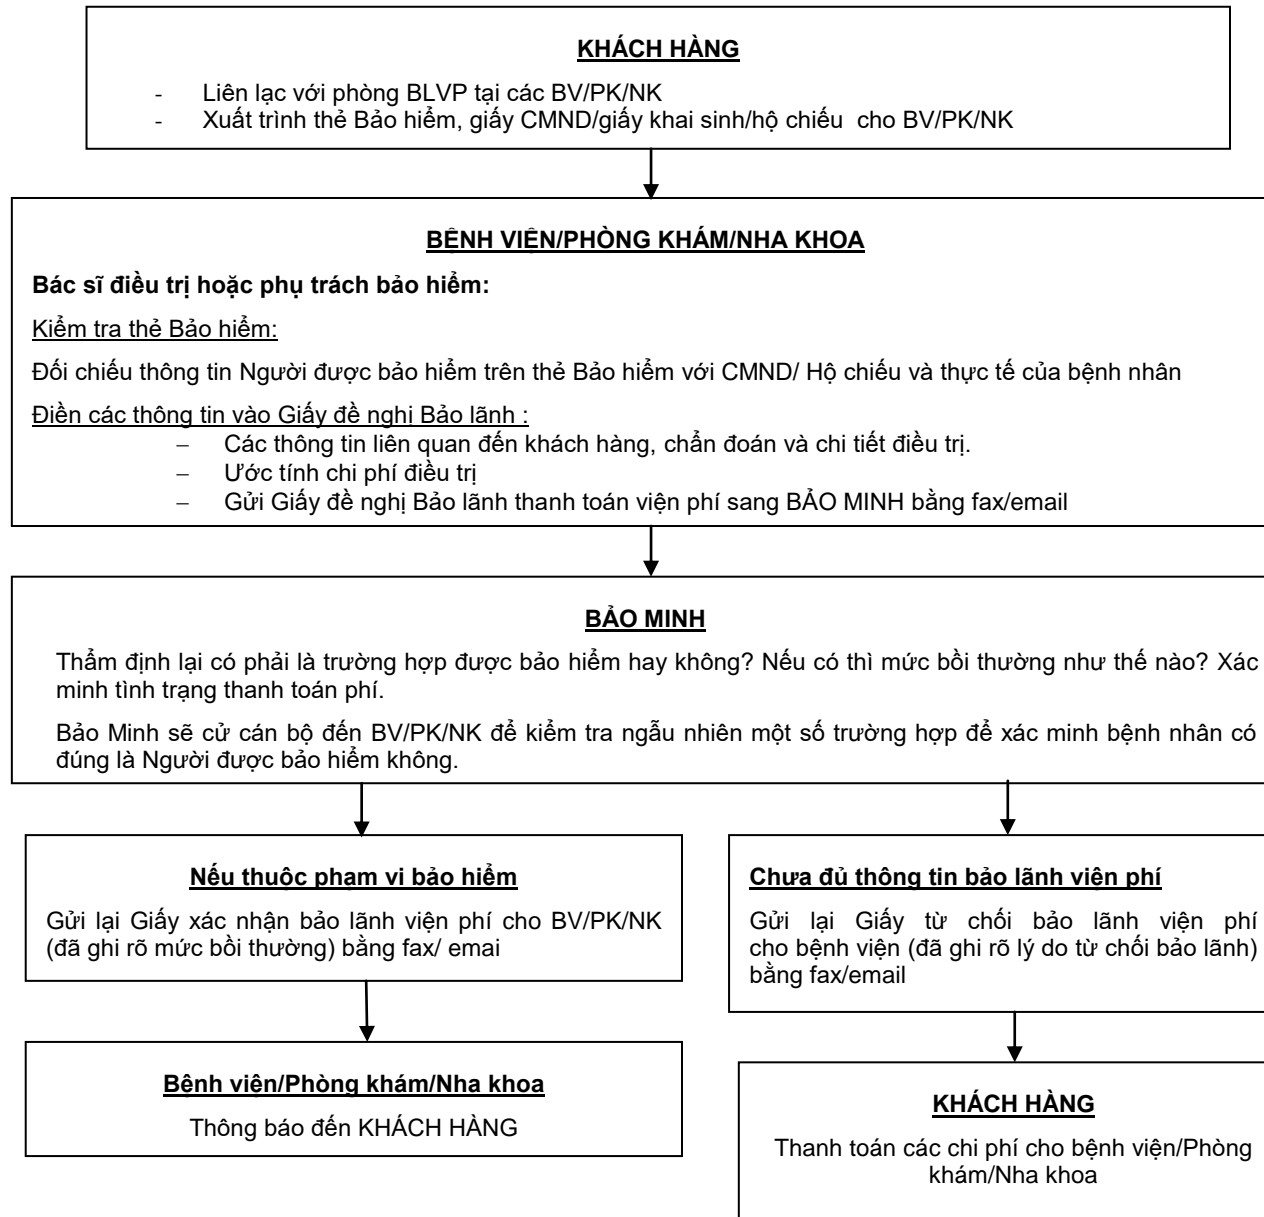 KHÁCH HÀNG
- Liên lạc với phòng BLVP tại các BV/PK/NK
- Xuất trình thẻ Bảo hiểm, giấy CMND/giấy khai sinh/hộ chiếu cho BV/PK/NK
BỆNH VIỆN/PHÒNG KHÁM/NHA KHOA
Bác sĩ điều trị hoặc phụ trách bảo hiểm:
Kiểm tra thẻ Bảo hiểm:
Đối chiếu thông tin Người được bảo hiểm trên thẻ Bảo hiểm với CMND/ Hộ chiếu và thực tế của bệnh nhân
Điền các thông tin vào Giấy đề nghị Bảo lãnh :
– Các thông tin liên quan đến khách hàng, chẩn đoán và chi tiết điều trị.
– Ước tính chi phí điều trị
– Gửi Giấy đề nghị Bảo lãnh thanh toán viện phí sang BẢO MINH bằng fax/email
BẢO MINH
Thẩm định lại có phải là trường hợp được bảo hiểm hay không? Nếu có thì mức bồi thường như thế nào? Xác
minh tình trạng thanh toán phí.
Bảo Minh sẽ cử cán bộ đến BV/PK/NK để kiểm tra ngẫu nhiên một số trường hợp để xác minh bệnh nhân có
đúng là Người được bảo hiểm không.
Nếu thuộc phạm vi bảo hiểm
Gửi lại Giấy xác nhận bảo lãnh viện phí cho BV/PK/NK
(đã ghi rõ mức bồi thường) bằng fax/ emai
Chưa đủ thông tin bảo lãnh viện phí
Gửi lại Giấy từ chối bảo lãnh viện phí
cho bệnh viện (đã ghi rõ lý do từ chối bảo lãnh)
bằng fax/email
Bệnh viện/Phòng khám/Nha khoa
Thông báo đến KHÁCH HÀNG
KHÁCH HÀNG
Thanh toán các chi phí cho bệnh viện/Phòng
khám/Nha khoa